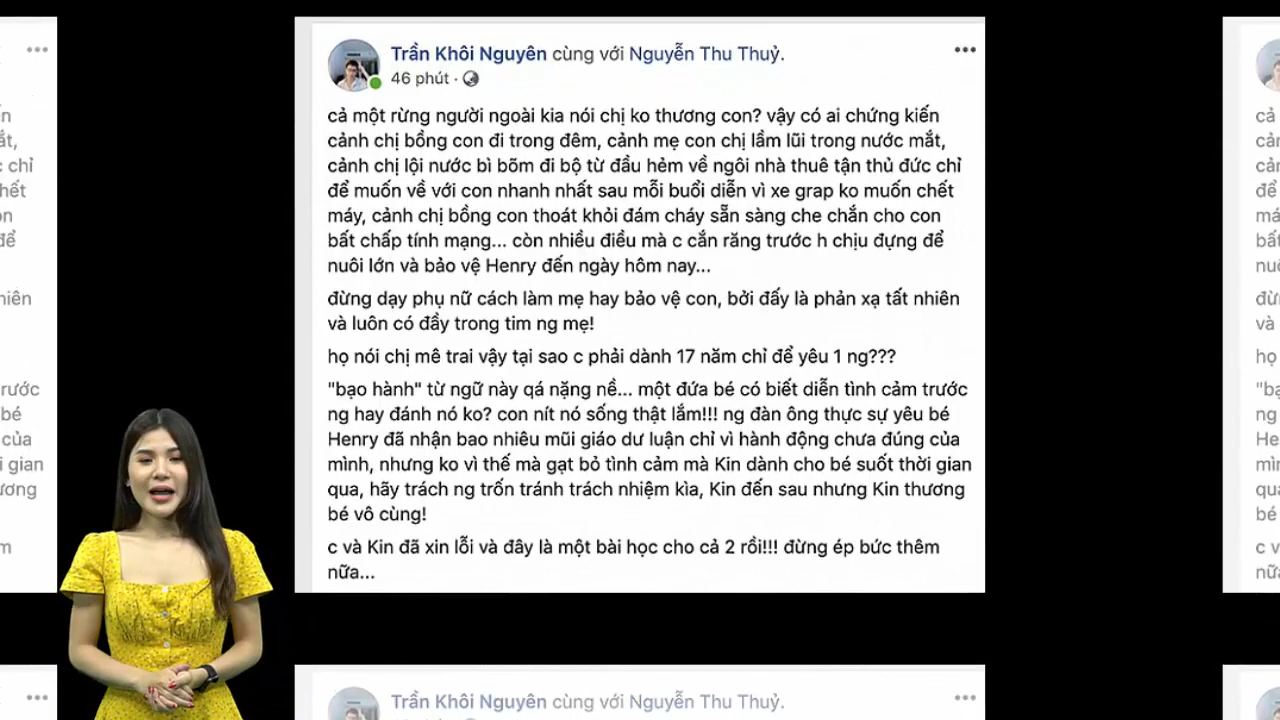 Trần Khôi Nguyên cùng với Nguyễn Thu Thuỷ.
46 phút ·
cả một rừng người ngoài kia nói chị ko thương con? vậy có ai chứng kiến
cảnh chị bồng con đi trong đêm, cảnh mẹ con chị lầm lũi trong nước mắt,
cảnh chị lội nước bì bõm đi bộ từ đầu hẻm về ngôi nhà thuê tận thủ đức chỉ
để muốn về với con nhanh nhất sau mỗi buổi diễn vì xe grap ko muốn chết
máy, cảnh chị bồng con thoát khỏi đám cháy sẵn sàng che chắn cho con
bất chấp tính mạng... còn nhiều điều mà c cắn răng trước h chịu đựng để
nuôi lớn và bảo vệ Henry đến ngày hôm nay...
đừng dạy phụ nữ cách làm mẹ hay bảo vệ con, bởi đấy là phản xạ tất nhiên
và luôn có đầy trong tim ng mẹ!
họ nói chị mê trai vậy tại sao c phải dành 17 năm chỉ để yêu 1 ng???
"bạo hành" từ ngữ này qá nặng nề... một đứa bé có biết diễn tình cảm trước
ng hay đánh nó ko? con nít nó sống thật lắm!!! ng đàn ông thực sự yêu bé
Henry đã nhận bao nhiêu mũi giáo dư luận chỉ vì hành động chưa đúng của
mình, nhưng ko vì thế mà gạt bỏ tình cảm mà Kin dành cho bé suốt thời gian
qua, hãy trách ng trốn tránh trách nhiệm kìa, Kin đến sau nhưng Kin thương
bé vô cùng!
c và Kin đã xin lỗi và đây là một bài học cho cả 2 rồi!!! đừng ép bức thêm
nữa...
Trần Khôi Nguyên cùng với Nguyễn Thu Thuỷ.